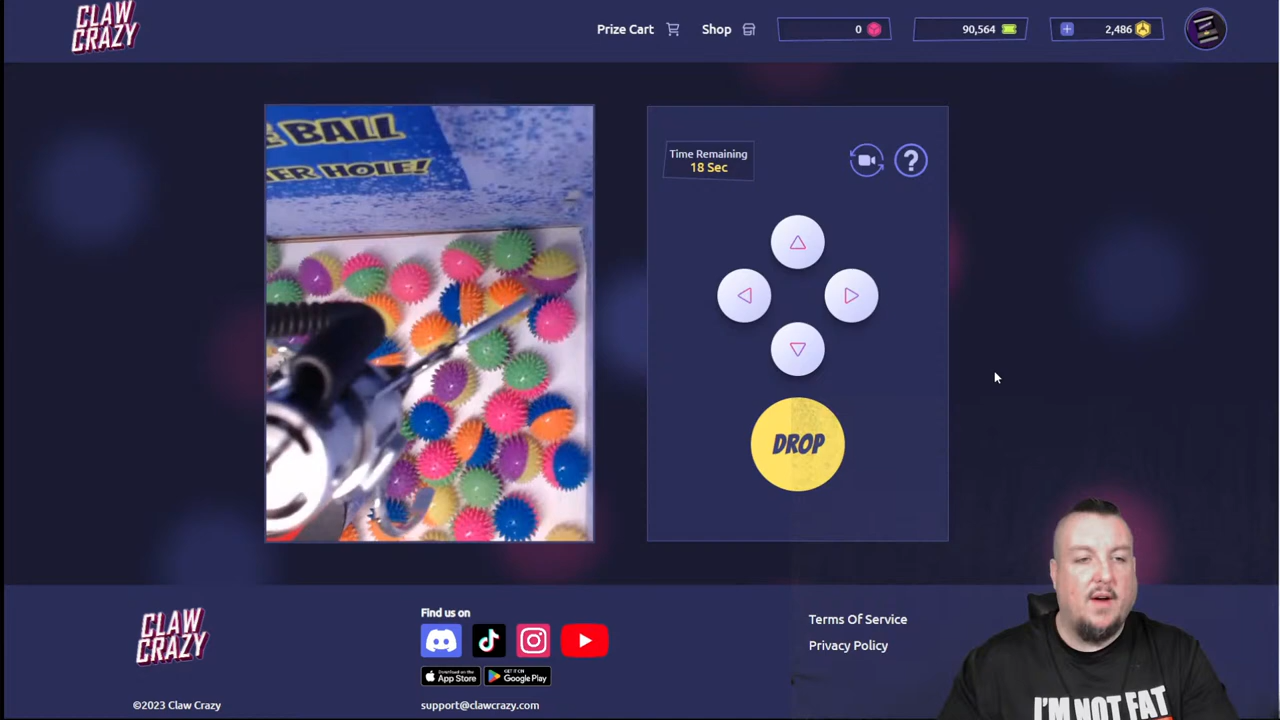 CLAW
CRAZY
Prize Cart
Shop
0
90,564
2,486
E BALL
ER HOLE!
Time Remaining
18 Sec
?
DROP
CLAW
CRAZY
Find us on
Download on the
App Store
GET IT ON
Google Play
©2023 Claw Crazy
support@clawcrazy.com
Terms Of Service
Privacy Policy
I'M NOT FAT